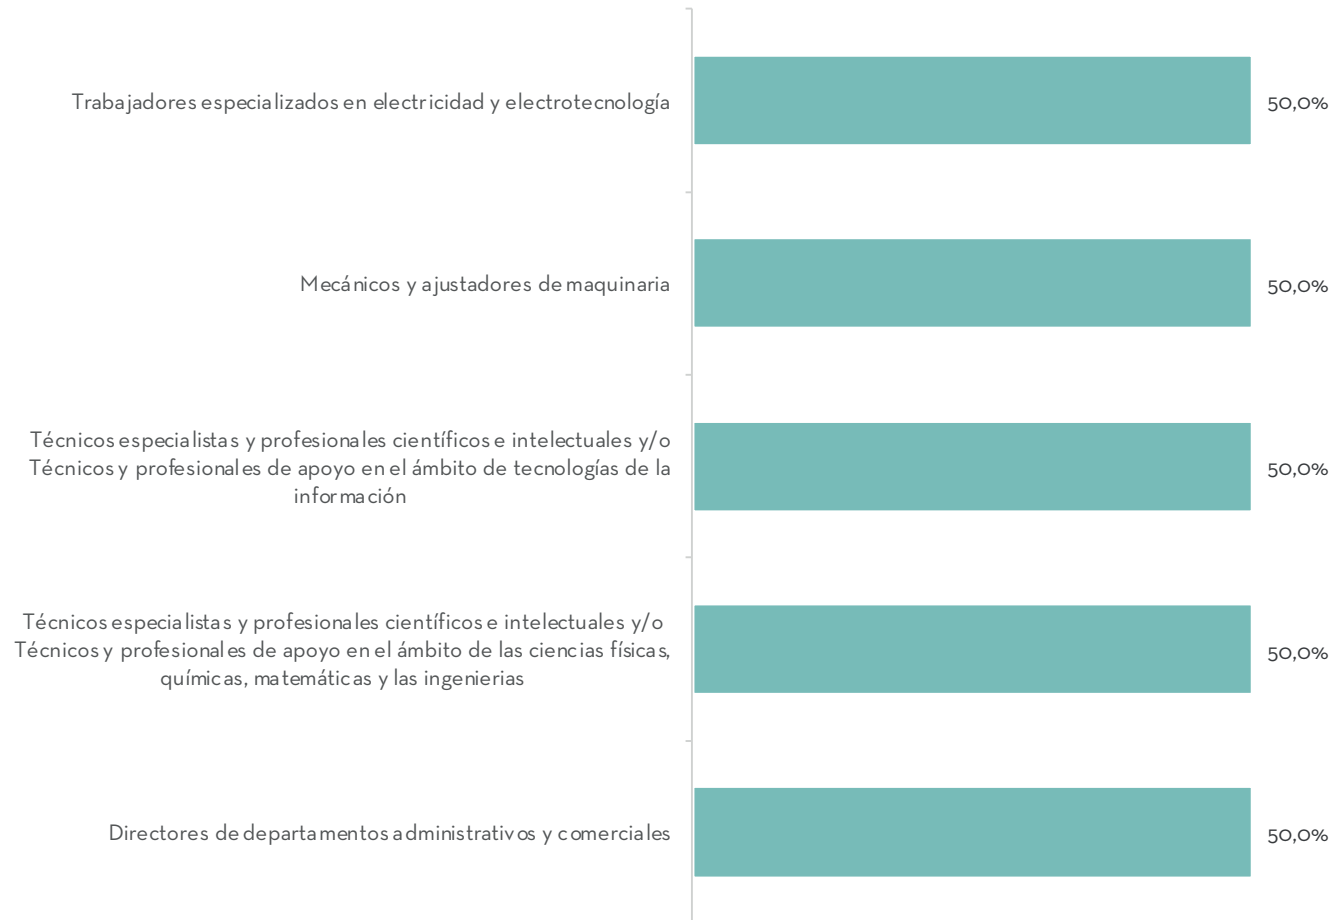 Trabajadores especializados en electricidad y electrotecnología
50,0%
Mecánicos y ajustadores de maquinaria
50,0%
Técnicos especialistas y profesionales científicos e intelectuales y/o
Técnicos y profesionales de apoyo en el ámbito de tecnologías de la
información
50,0%
Técnicos especialistas y profesionales científicos e intelectuales y/o
Técnicos y profesionales de apoyo en el ámbito de las ciencias físicas,
químicas, matemáticas y las ingenierias
50,0%
Directores de departamentos administrativos y comerciales
50,0%